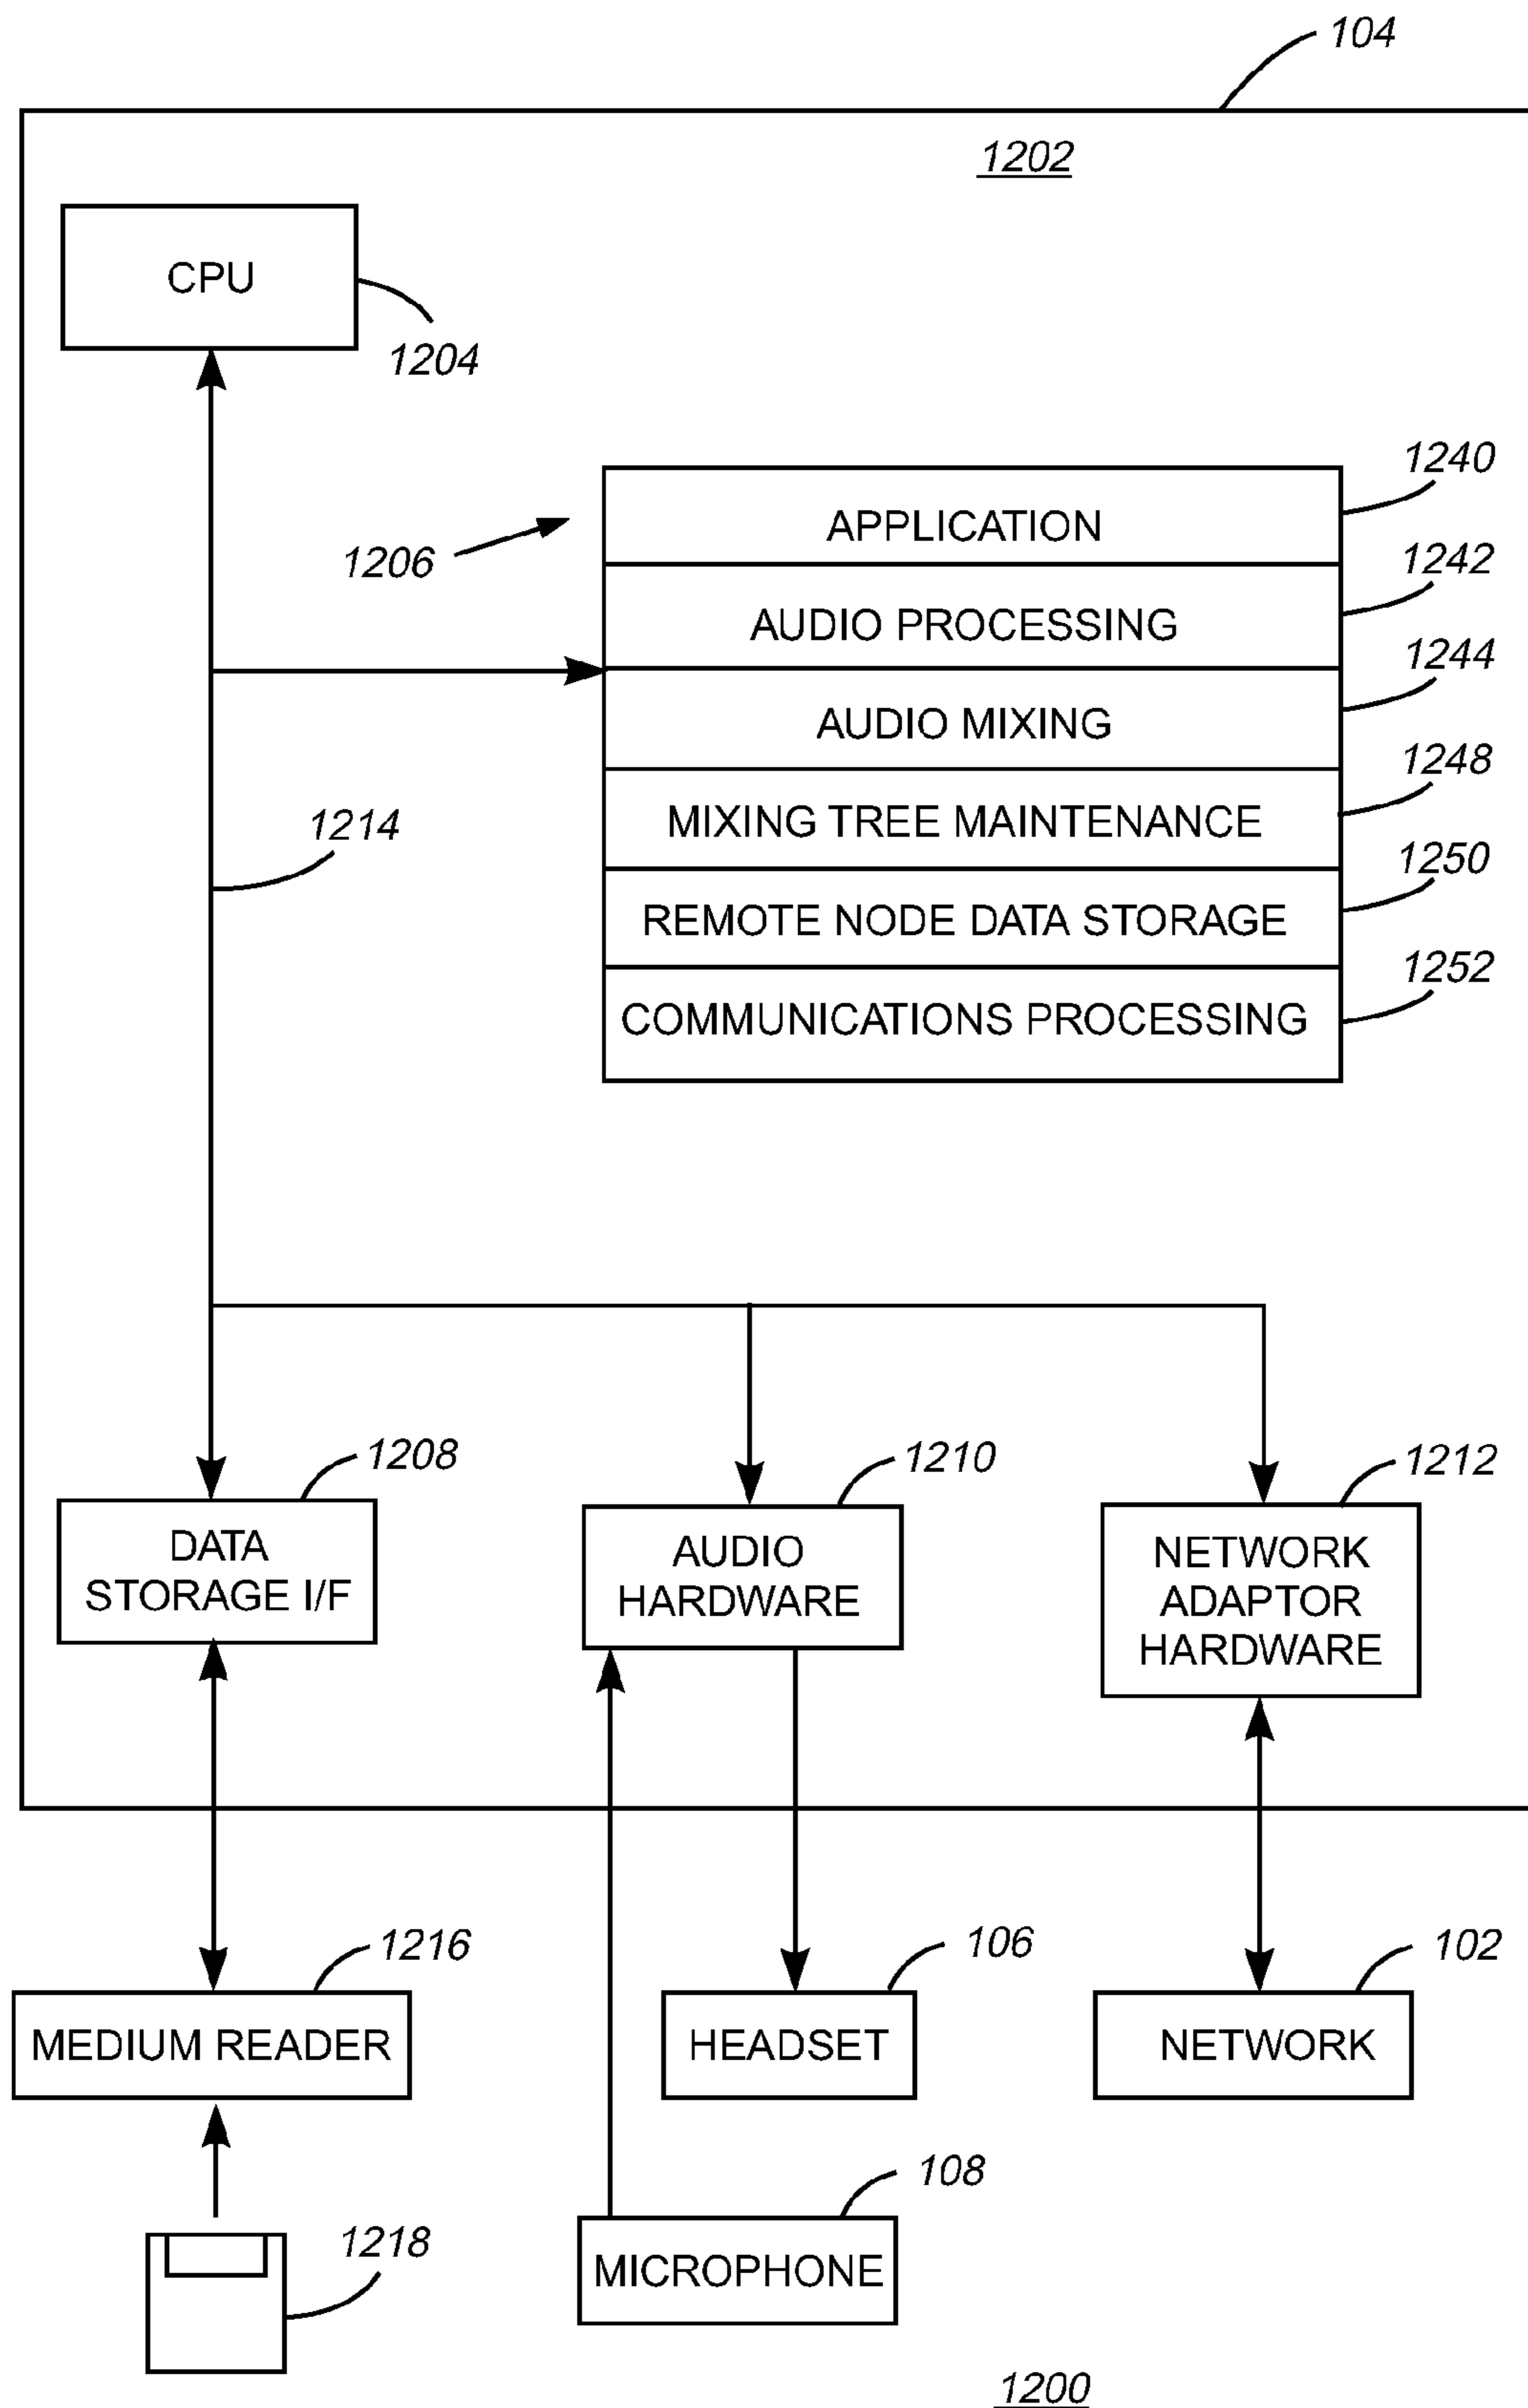 104
1202
CPU
1204
1240
APPLICATION
1206
1242
AUDIO PROCESSING
1244
AUDIO MIXING
1248
MIXING TREE MAINTENANCE
1214
1250
REMOTE NODE DATA STORAGE
1252
COMMUNICATIONS PROCESSING
1208
1210
1212
DATA
STORAGE I/F
AUDIO
HARDWARE
NETWORK
ADAPTOR
HARDWARE
1216
106
102
MEDIUM READER
HEADSET
NETWORK
108
1218
MICROPHONE
1200